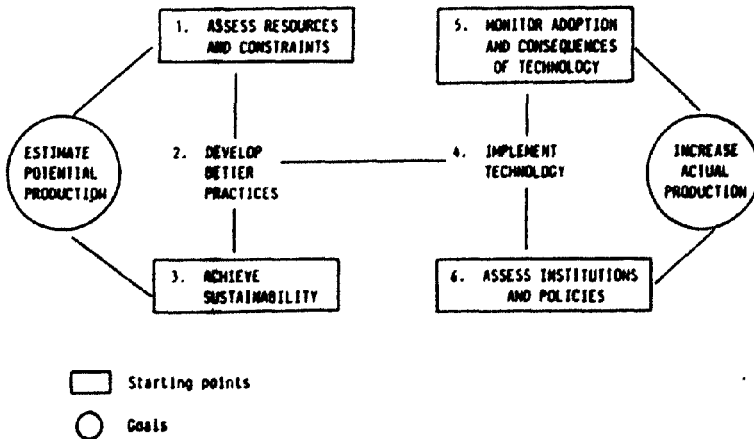 1. ASSESS RESOURCES
AND CONSTRAINTS
5. MONITOR ADOPTION
AND CONSEQUENCES
OF TECHNOLOGY
ESTIMATE
POTENTIAL
PRODUCTION
2. DEVELOP
BETTER
PRACTICES
4. IMPLEMENT
TECHNOLOGY
INCREASE
ACTUAL
PRODUCTION
3. ACHIEVE
SUSTAINABILITY
6. ASSESS INSTITUTIONS
AND POLICIES
Starting points
Goals